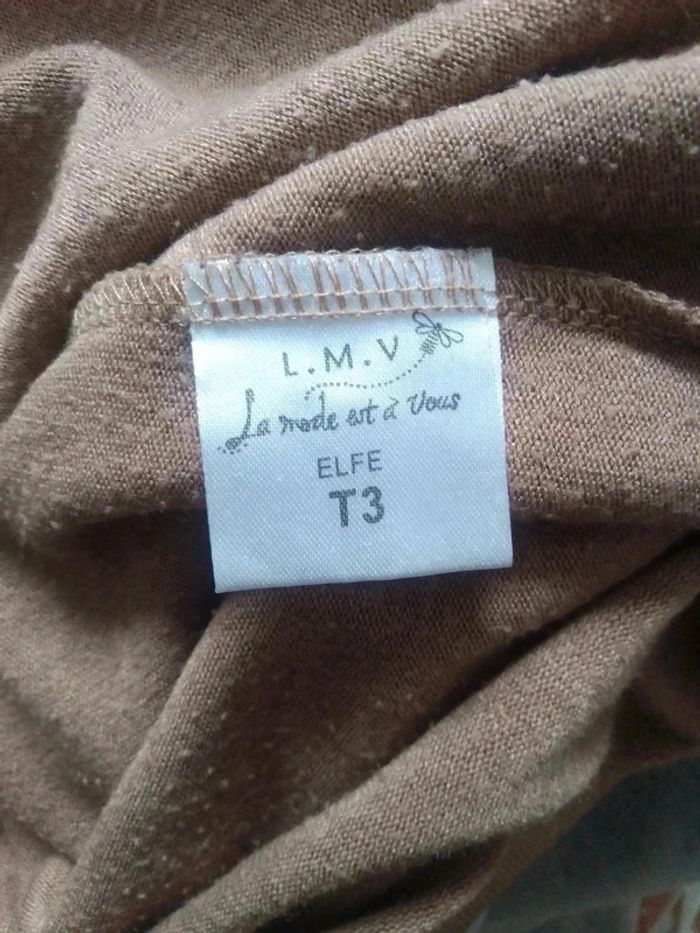 L.M.V
La mode est à vous
ELFE
T3